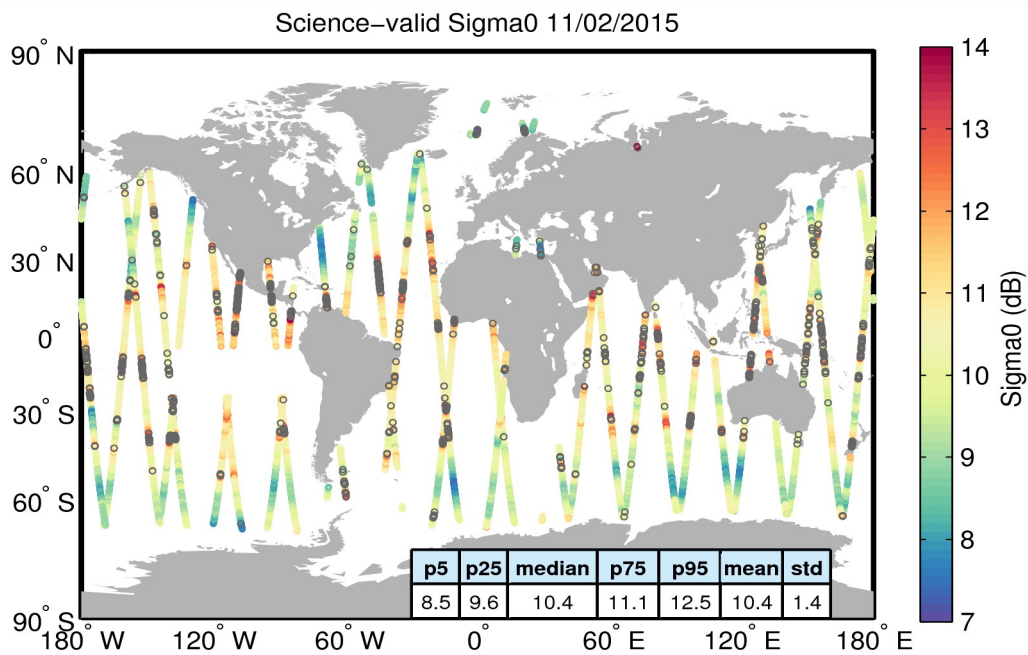 Science−valid Sigma0 11/02/2015
90° N
60° N
30° N
0°
30° S
60° S
90° S
180° W
120° W
60° W
0°
60° E
120° E
180° E
p5 p25 median p75 p95 mean std
8.5 9.6 10.4 11.1 12.5 10.4 1.4
14
13
12
11
10
9
8
7
Sigma0 (dB)